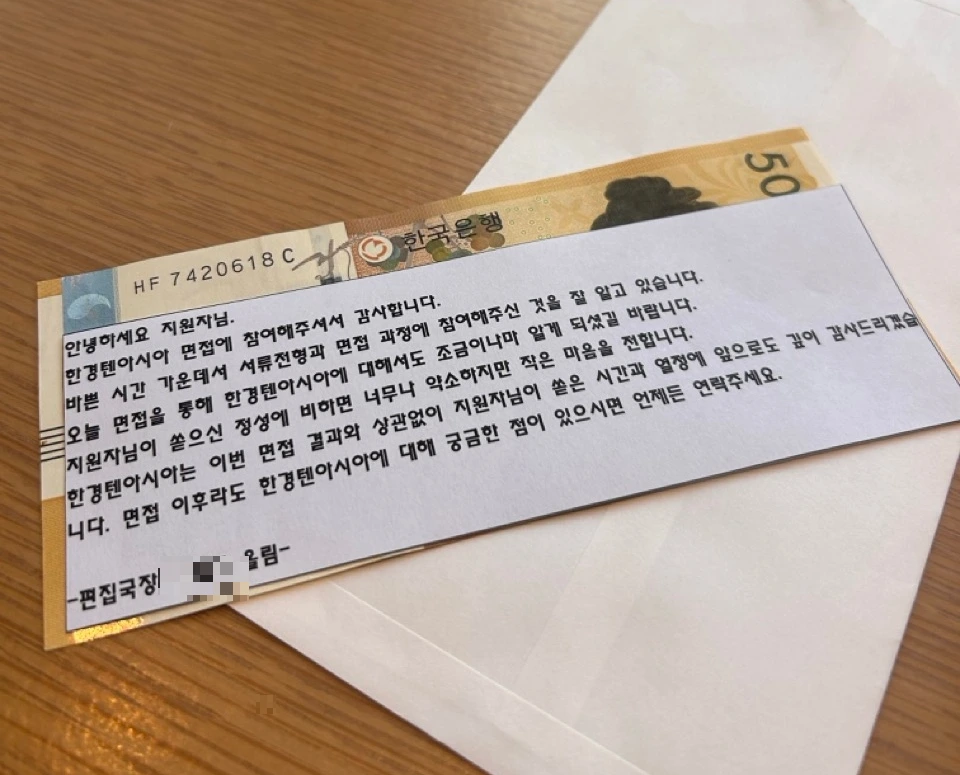 50
한국은행
HF 7420618 C
안녕하세요 지원자님.
한경텐아시아 면접에 참여해주셔서 감사합니다.
바쁜 시간 가운데서 서류전형과 면접 과정에 참여해주신 것을 잘 알고 있습니다.
오늘 면접을 통해 한경텐아시아에 대해서도 조금이나마 알게 되셨길 바랍니다.
지원자님이 쏟으신 정성에 비하면 너무나 약소하지만 작은 마음을 전합니다.
한경텐아시아는 이번 면접 결과와 상관없이 지원자님이 쏟은 시간과 열정에 앞으로도 깊이 감사드리겠습
니다. 면접 이후라도 한경텐아시아에 대해 궁금한 점이 있으시면 언제든 연락주세요.
-편집국장 올림-